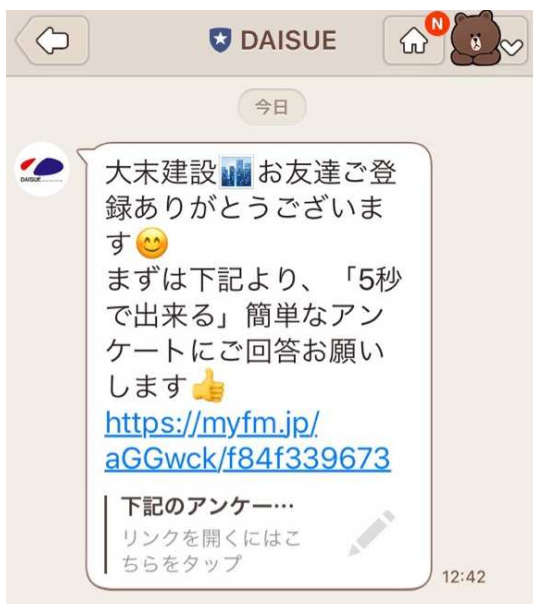 DAISUE
N
今日
DAISUE
大末建設🏙️お友達ご登
録ありがとうございま
す😊
まずは下記より、「5秒
で出来る」簡単なアン
ケートにご回答お願い
します👍
https://myfm.jp/
aGGwck/f84f339673
下記のアンケー…
リンクを開くにはこ
ちらをタップ
12:42